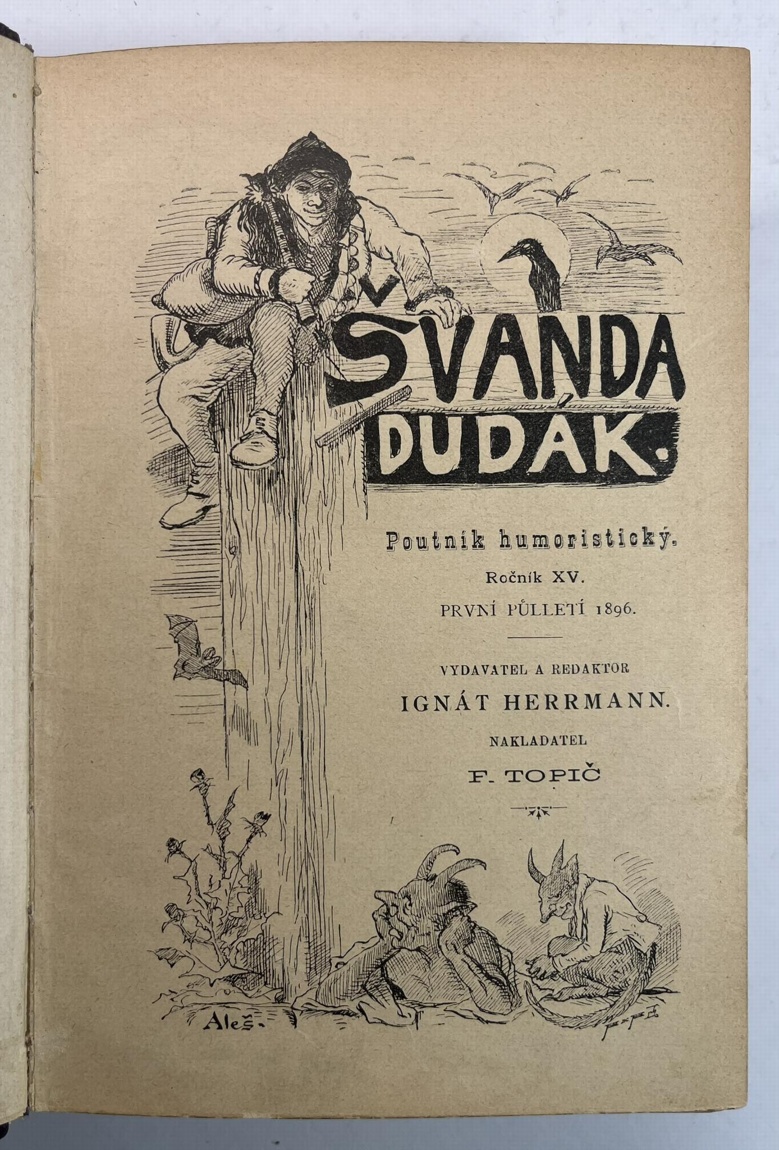 ŠVANDA
DUDÁK.
Poutník humoristický.
Ročník XV.
PRVNÍ PŮLLETÍ 1896.
VYDAVATEL A REDAKTOR
IGNÁT HERRMANN.
NAKLADATEL
F. TOPIČ
Aleš.